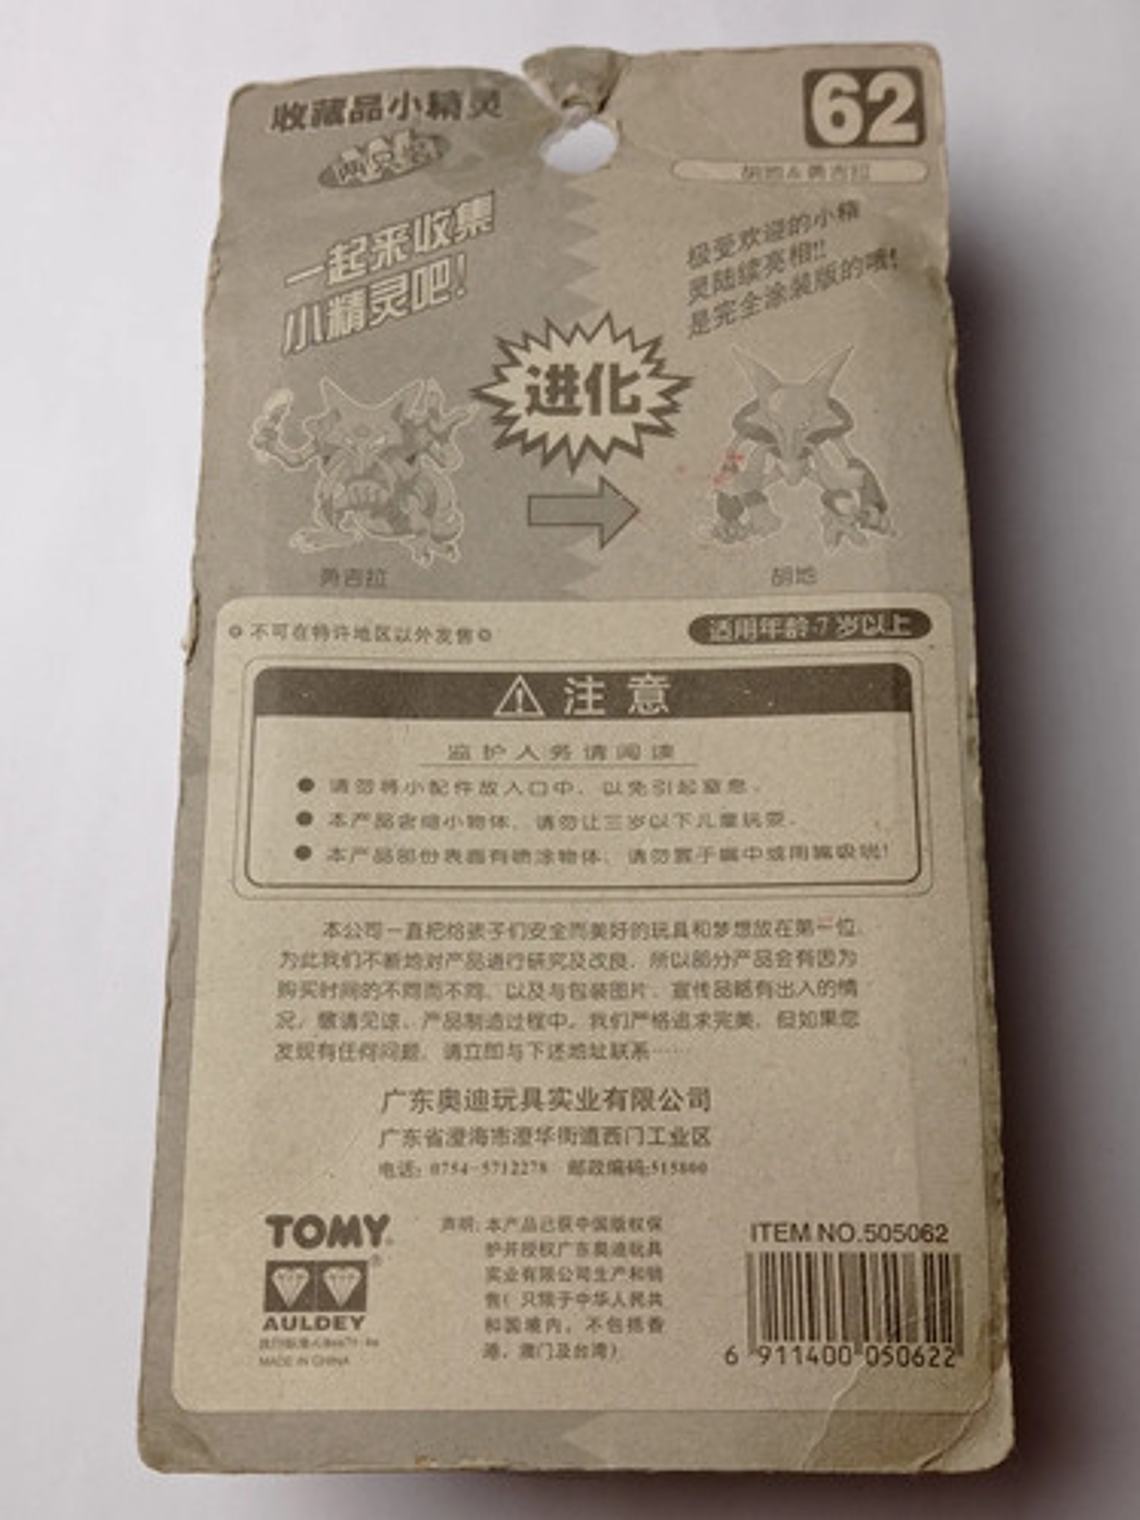 收藏品小精灵
62
胡地&勇吉拉
一起来收集
小精灵吧!
极受欢迎的小精
灵陆续亮相!!
是完全涂装版的哦!
进化
勇吉拉
胡地
不可在特许地区以外发售
适用年龄·7岁以上
注意
监护人务请阅读
● 请勿将小配件放入口中，以免引起窒息。
● 本产品含细小物体，请勿让三岁以下儿童玩耍。
● 本产品部份表面有喷涂物体，请勿置于嘴中或用嘴吸吮!
本公司一直把给孩子们安全而美好的玩具和梦想放在第一位，
为此我们不断地对产品进行研究及改良，所以部分产品会有因为
购买时间的不同而不同，以及与包装图片、宣传品略有出入的情
况，敬请见谅。产品制造过程中，我们严格追求完美，但如果您
发现有任何问题，请立即与下述地址联系……
广东奥迪玩具实业有限公司
广东省澄海市澄华街道西门工业区
电话: 0754-5712278 邮政编码:515800
TOMY
® 
AULDEY
MADE IN CHINA
声明: 本产品已获中国版权保
护并授权广东奥迪玩具
实业有限公司生产和销
售( 只限于中华人民共
和国境内，不包括香
港、澳门及台湾)
ITEM NO.505062
6 911400 050622